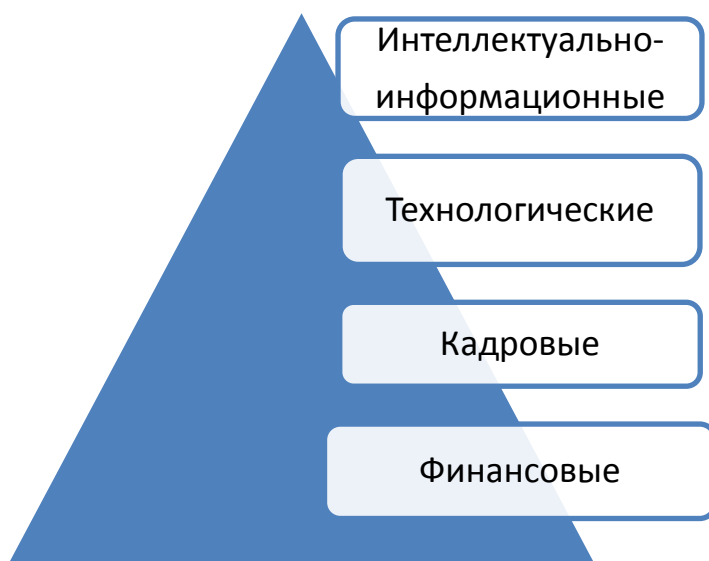 Интеллектуально-
информационные
Технологические
Кадровые
Финансовые